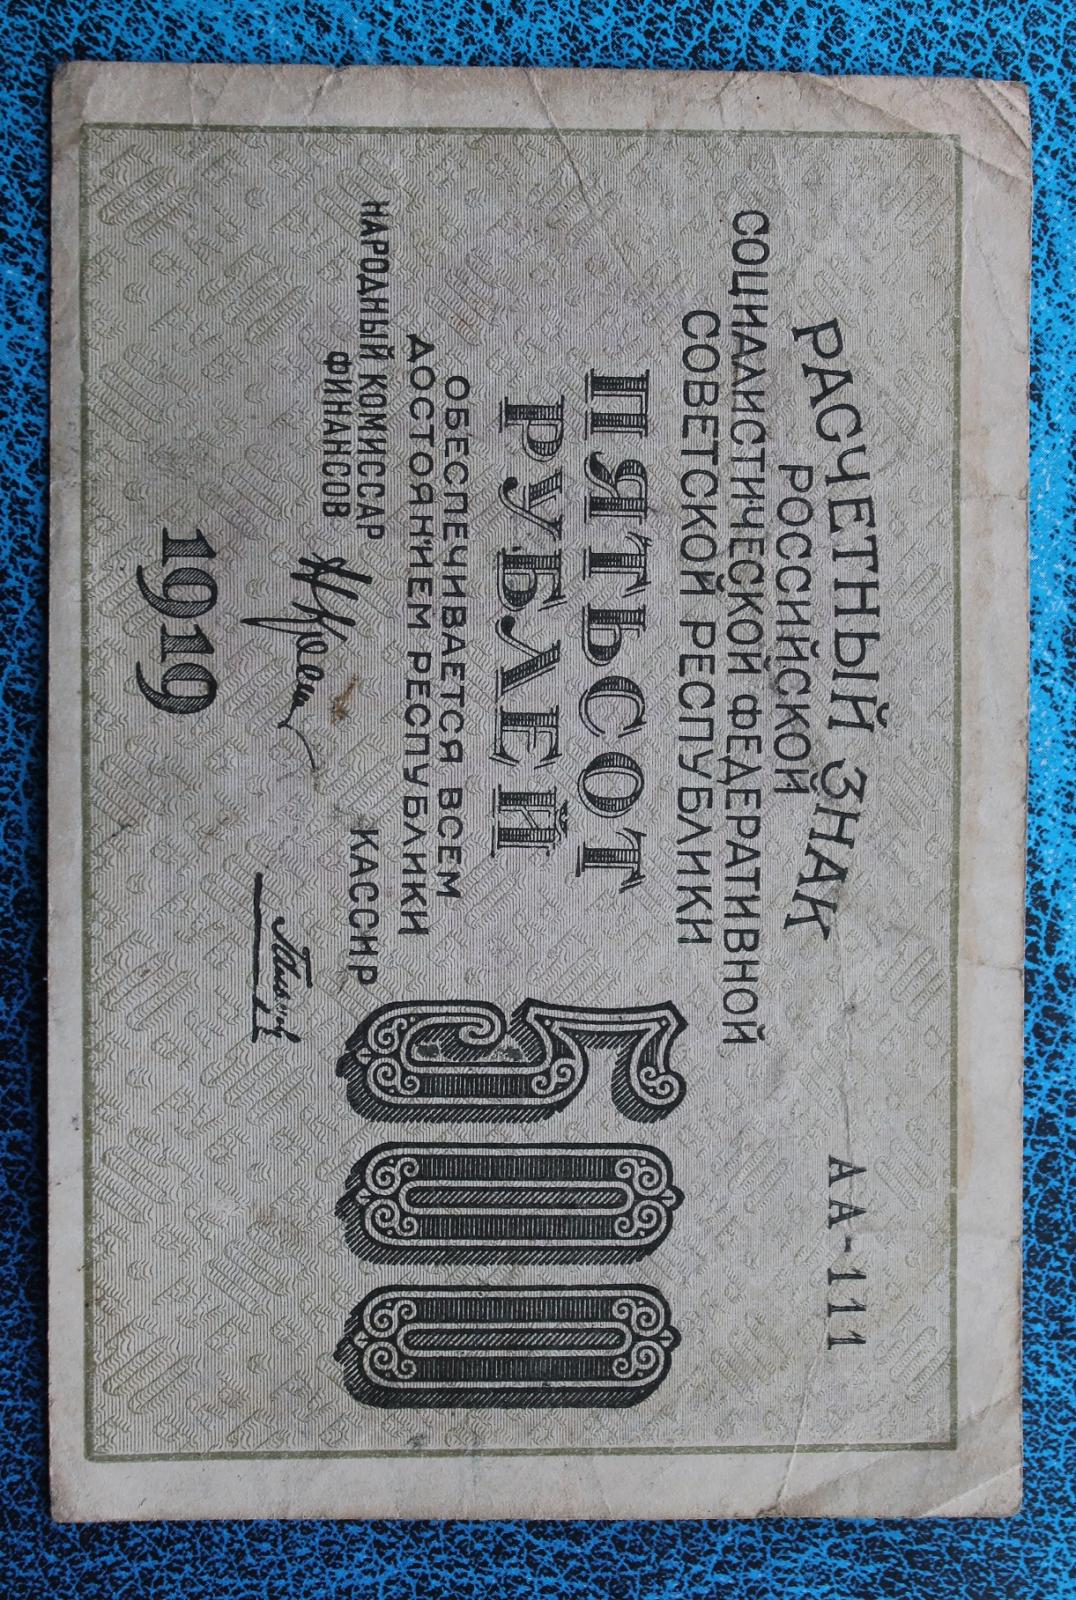 РАСЧЕТНЫЙ ЗНАК
РОССИЙСКОЙ
СОЦИАЛИСТИЧЕСКОЙ ФЕДЕРАТИВНОЙ
СОВЕТСКОЙ РЕСПУБЛИКИ
АА-111
ПЯТЬСОТ
РУБЛЕЙ
500
ОБЕСПЕЧИВАЕТСЯ ВСЕМ
ДОСТОЯНИЕМ РЕСПУБЛИКИ
НАРОДНЫЙ КОМИССАР
ФИНАНСОВ
КАССИР
1919